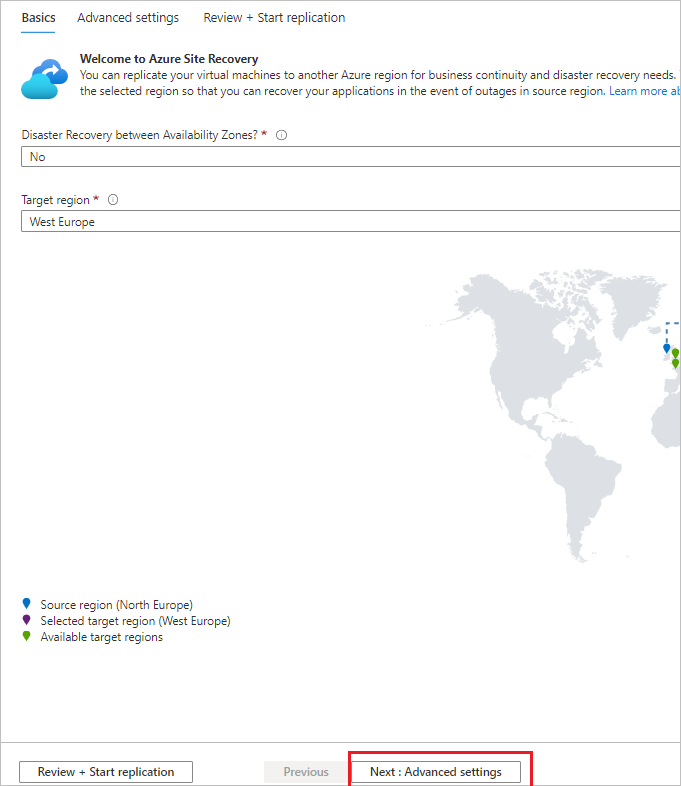 Basics Advanced settings Review + Start replication
Welcome to Azure Site Recovery
You can replicate your virtual machines to another Azure region for business continuity and disaster recovery needs.
the selected region so that you can recover your applications in the event of outages in source region. Learn more ab
Disaster Recovery between Availability Zones? *
No
Target region *
West Europe
Source region (North Europe)
Selected target region (West Europe)
Available target regions
Review + Start replication Previous Next : Advanced settings